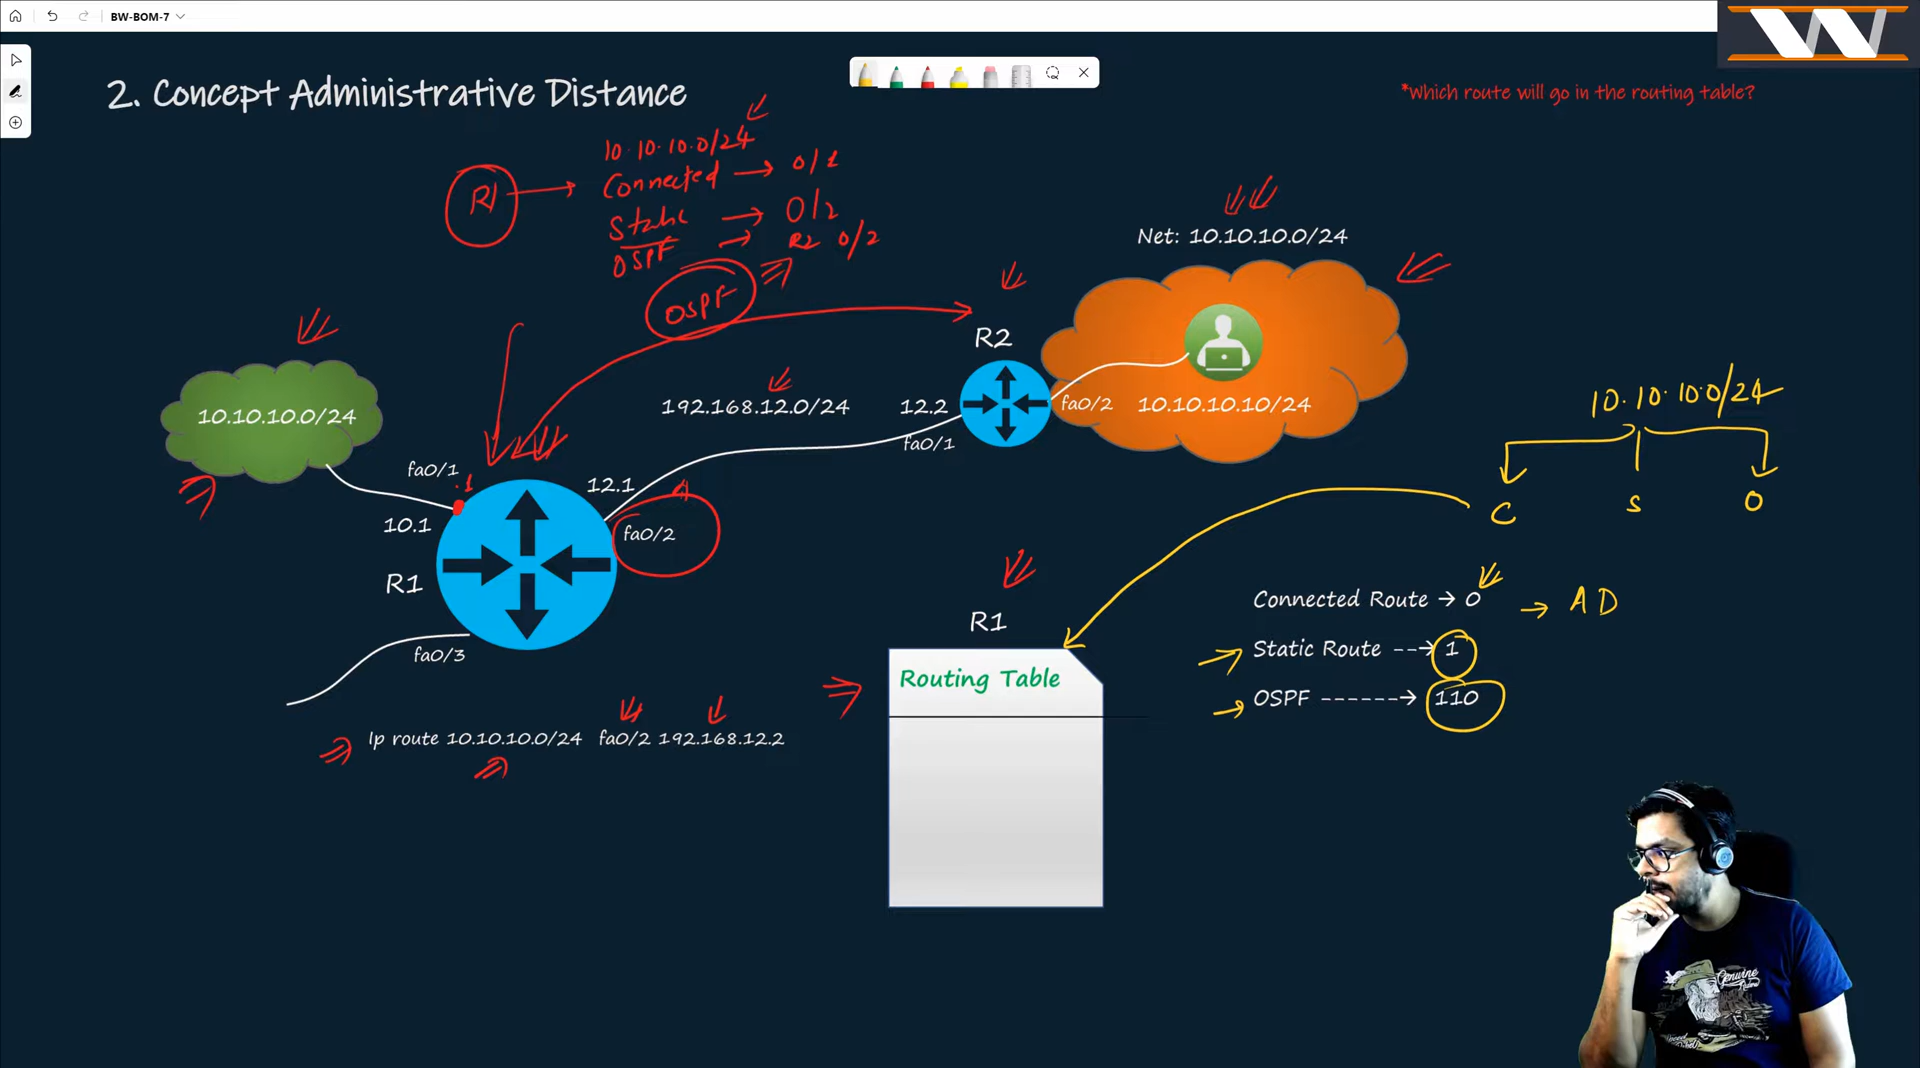 BW-BOM-7
W
2. Concept Administrative Distance
*Which route will go in the routing table?
10.10.10.0/24
R1
Connected → 0/1
Static → 0/2
OSPF → R2 0/2
OSPF
Net: 10.10.10.0/24
R2
10.10.10.0/24
192.168.12.0/24
12.2
fa0/2
10.10.10.10/24
fa0/1
10.10.10.0/24
C S O
fa0/1
.1
12.1
10.1
fa0/2
R1
fa0/3
R1
Routing Table
Connected Route → 0 → AD
Static Route --→ 1
OSPF ------→ 110
Ip route 10.10.10.0/24 fa0/2 192.168.12.2
Genuine